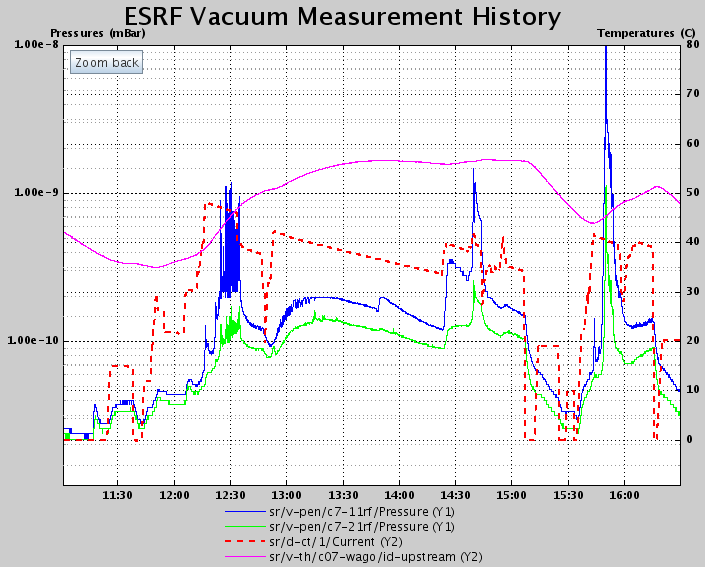 ESRF Vacuum Measurement History
Pressures (mBar) Temperatures (C)
Zoom back
1.00e-8 80
70
60
1.00e-9 50
40
30
1.00e-10 20
10
0
11:30 12:00 12:30 13:00 13:30 14:00 14:30 15:00 15:30 16:00
sr/v-pen/c7-11rf/Pressure (Y1)
sr/v-pen/c7-21rf/Pressure (Y1)
sr/d-ct/1/Current (Y2)
sr/v-th/c07-wago/id-upstream (Y2)